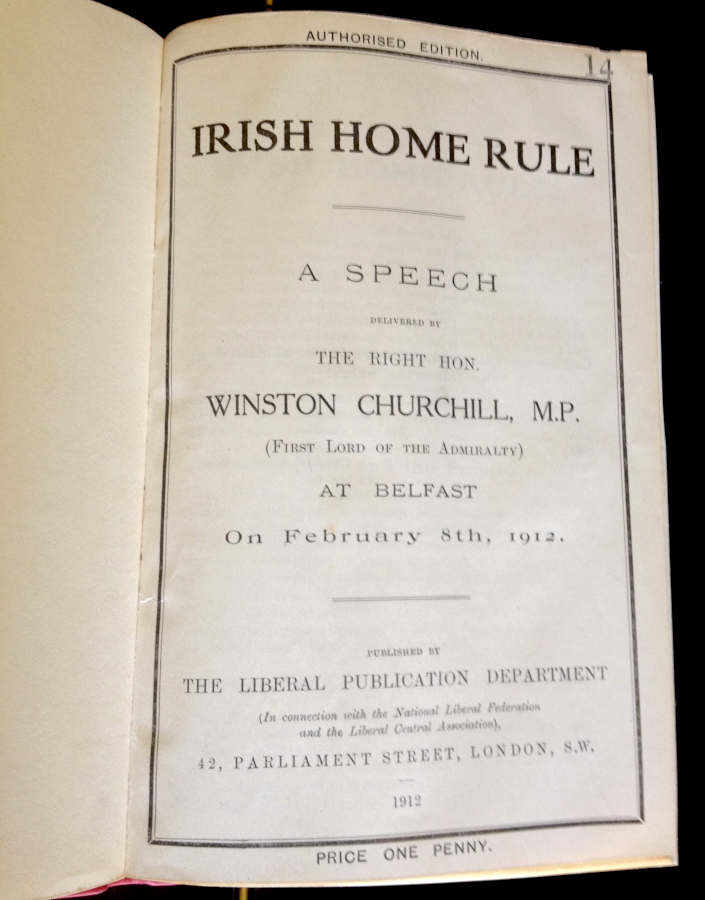 AUTHORISED EDITION.
14
IRISH HOME RULE
A SPEECH
DELIVERED BY
THE RIGHT HON.
WINSTON CHURCHILL, M.P.
(FIRST LORD OF THE ADMIRALTY)
AT BELFAST
On February 8th, 1912.
PUBLISHED BY
THE LIBERAL PUBLICATION DEPARTMENT
(In connection with the National Liberal Federation
and the Liberal Central Association),
42, PARLIAMENT STREET, LONDON, S.W.
1912
PRICE ONE PENNY.